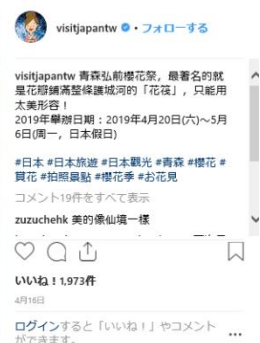 visitjapantw • フォローする
visitjapantw 青森弘前櫻花祭，最著名的就
是花瓣鋪滿整條護城河的「花筏」，只能用
太美形容！
2019年舉辦日期：2019年4月20日(六)～5月
6日(周一，日本假日)
#日本 #日本旅遊 #日本觀光 #青森 #櫻花 #
賞花 #拍照景點 #櫻花季 #お花見
コメント19件をすべて表示
zuzuchehk 美的像仙境一樣
いいね！1,973件
4月16日
ログインすると「いいね！」やコメント
ができます。